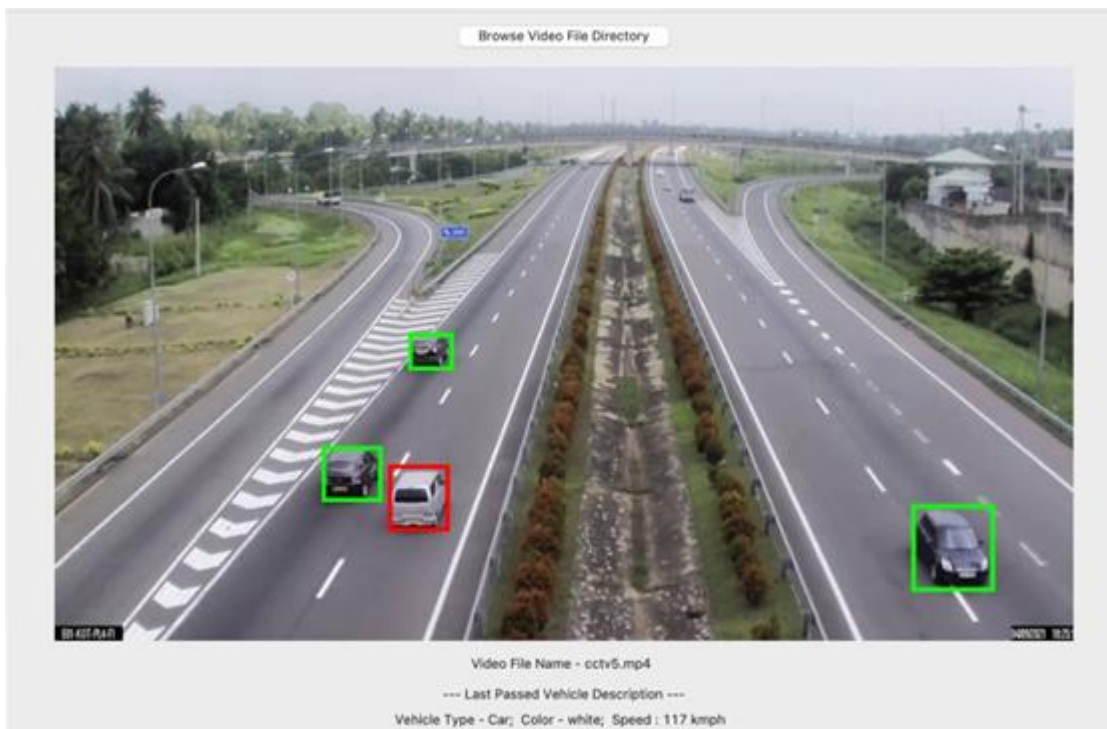 Browse Video File Directory
Video File Name - cctv5.mp4
--- Last Passed Vehicle Description ---
Vehicle Type - Car; Color - white; Speed : 117 kmph